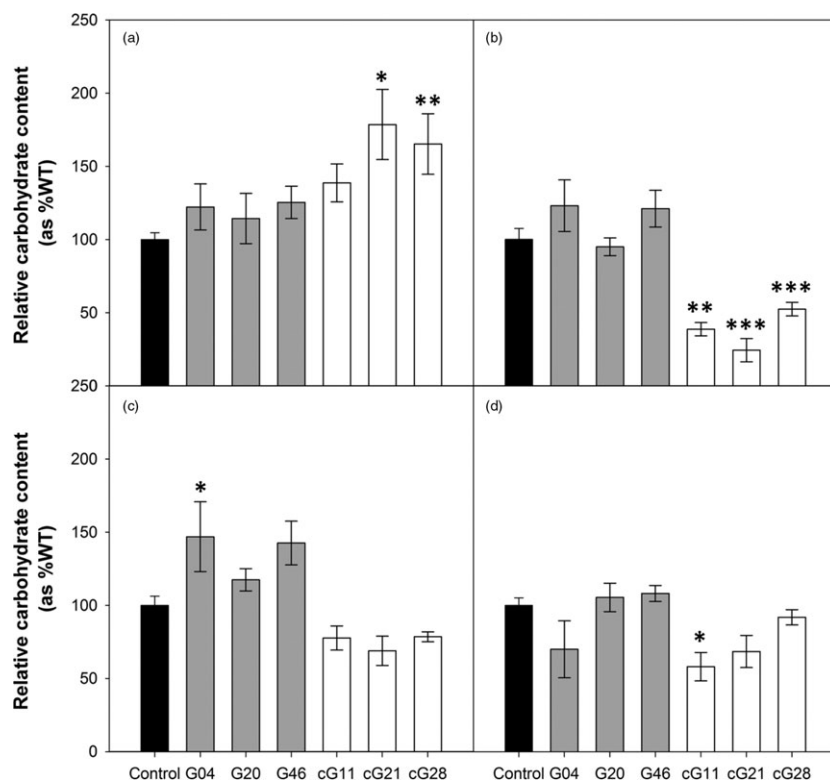 250
200
150
100
50
250
200
150
100
50
0
Relative carbohydrate content
(as %WT)
Relative carbohydrate content
(as %WT)
(a)
*
**
(b)
**
***
***
(c)
*
(d)
*
Control G04 G20 G46 cG11 cG21 cG28
Control G04 G20 G46 cG11 cG21 cG28